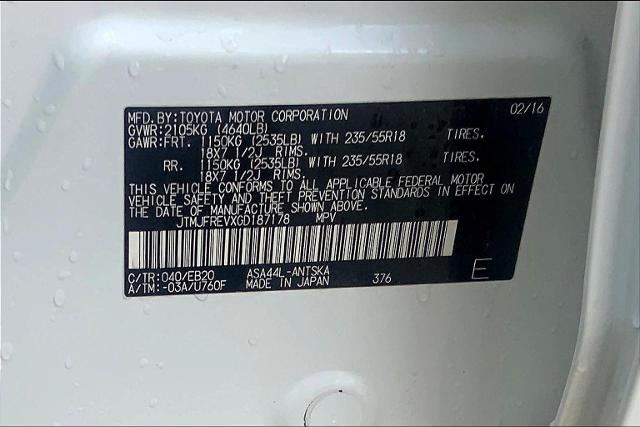 MFD. BY: TOYOTA MOTOR CORPORATION 02/16
GVWR: 2105KG (4640LB)
GAWR: FRT. 1150KG (2535LB) WITH 235/55R18 TIRES.
18X7 1/2J RIMS.
RR. 1150KG (2535LB) WITH 235/55R18 TIRES.
18X7 1/2J RIMS.
THIS VEHICLE CONFORMS TO ALL APPLICABLE FEDERAL MOTOR
VEHICLE SAFETY AND THEFT PREVENTION STANDARDS IN EFFECT ON
THE DATE OF MANUFACTURE SHOWN ABOVE.
JTMJFREVXGD187178 MPV
C/TR: 040/EB20 ASA44L-ANTSKA
A/TM: -03A/U760F MADE IN JAPAN 376 E